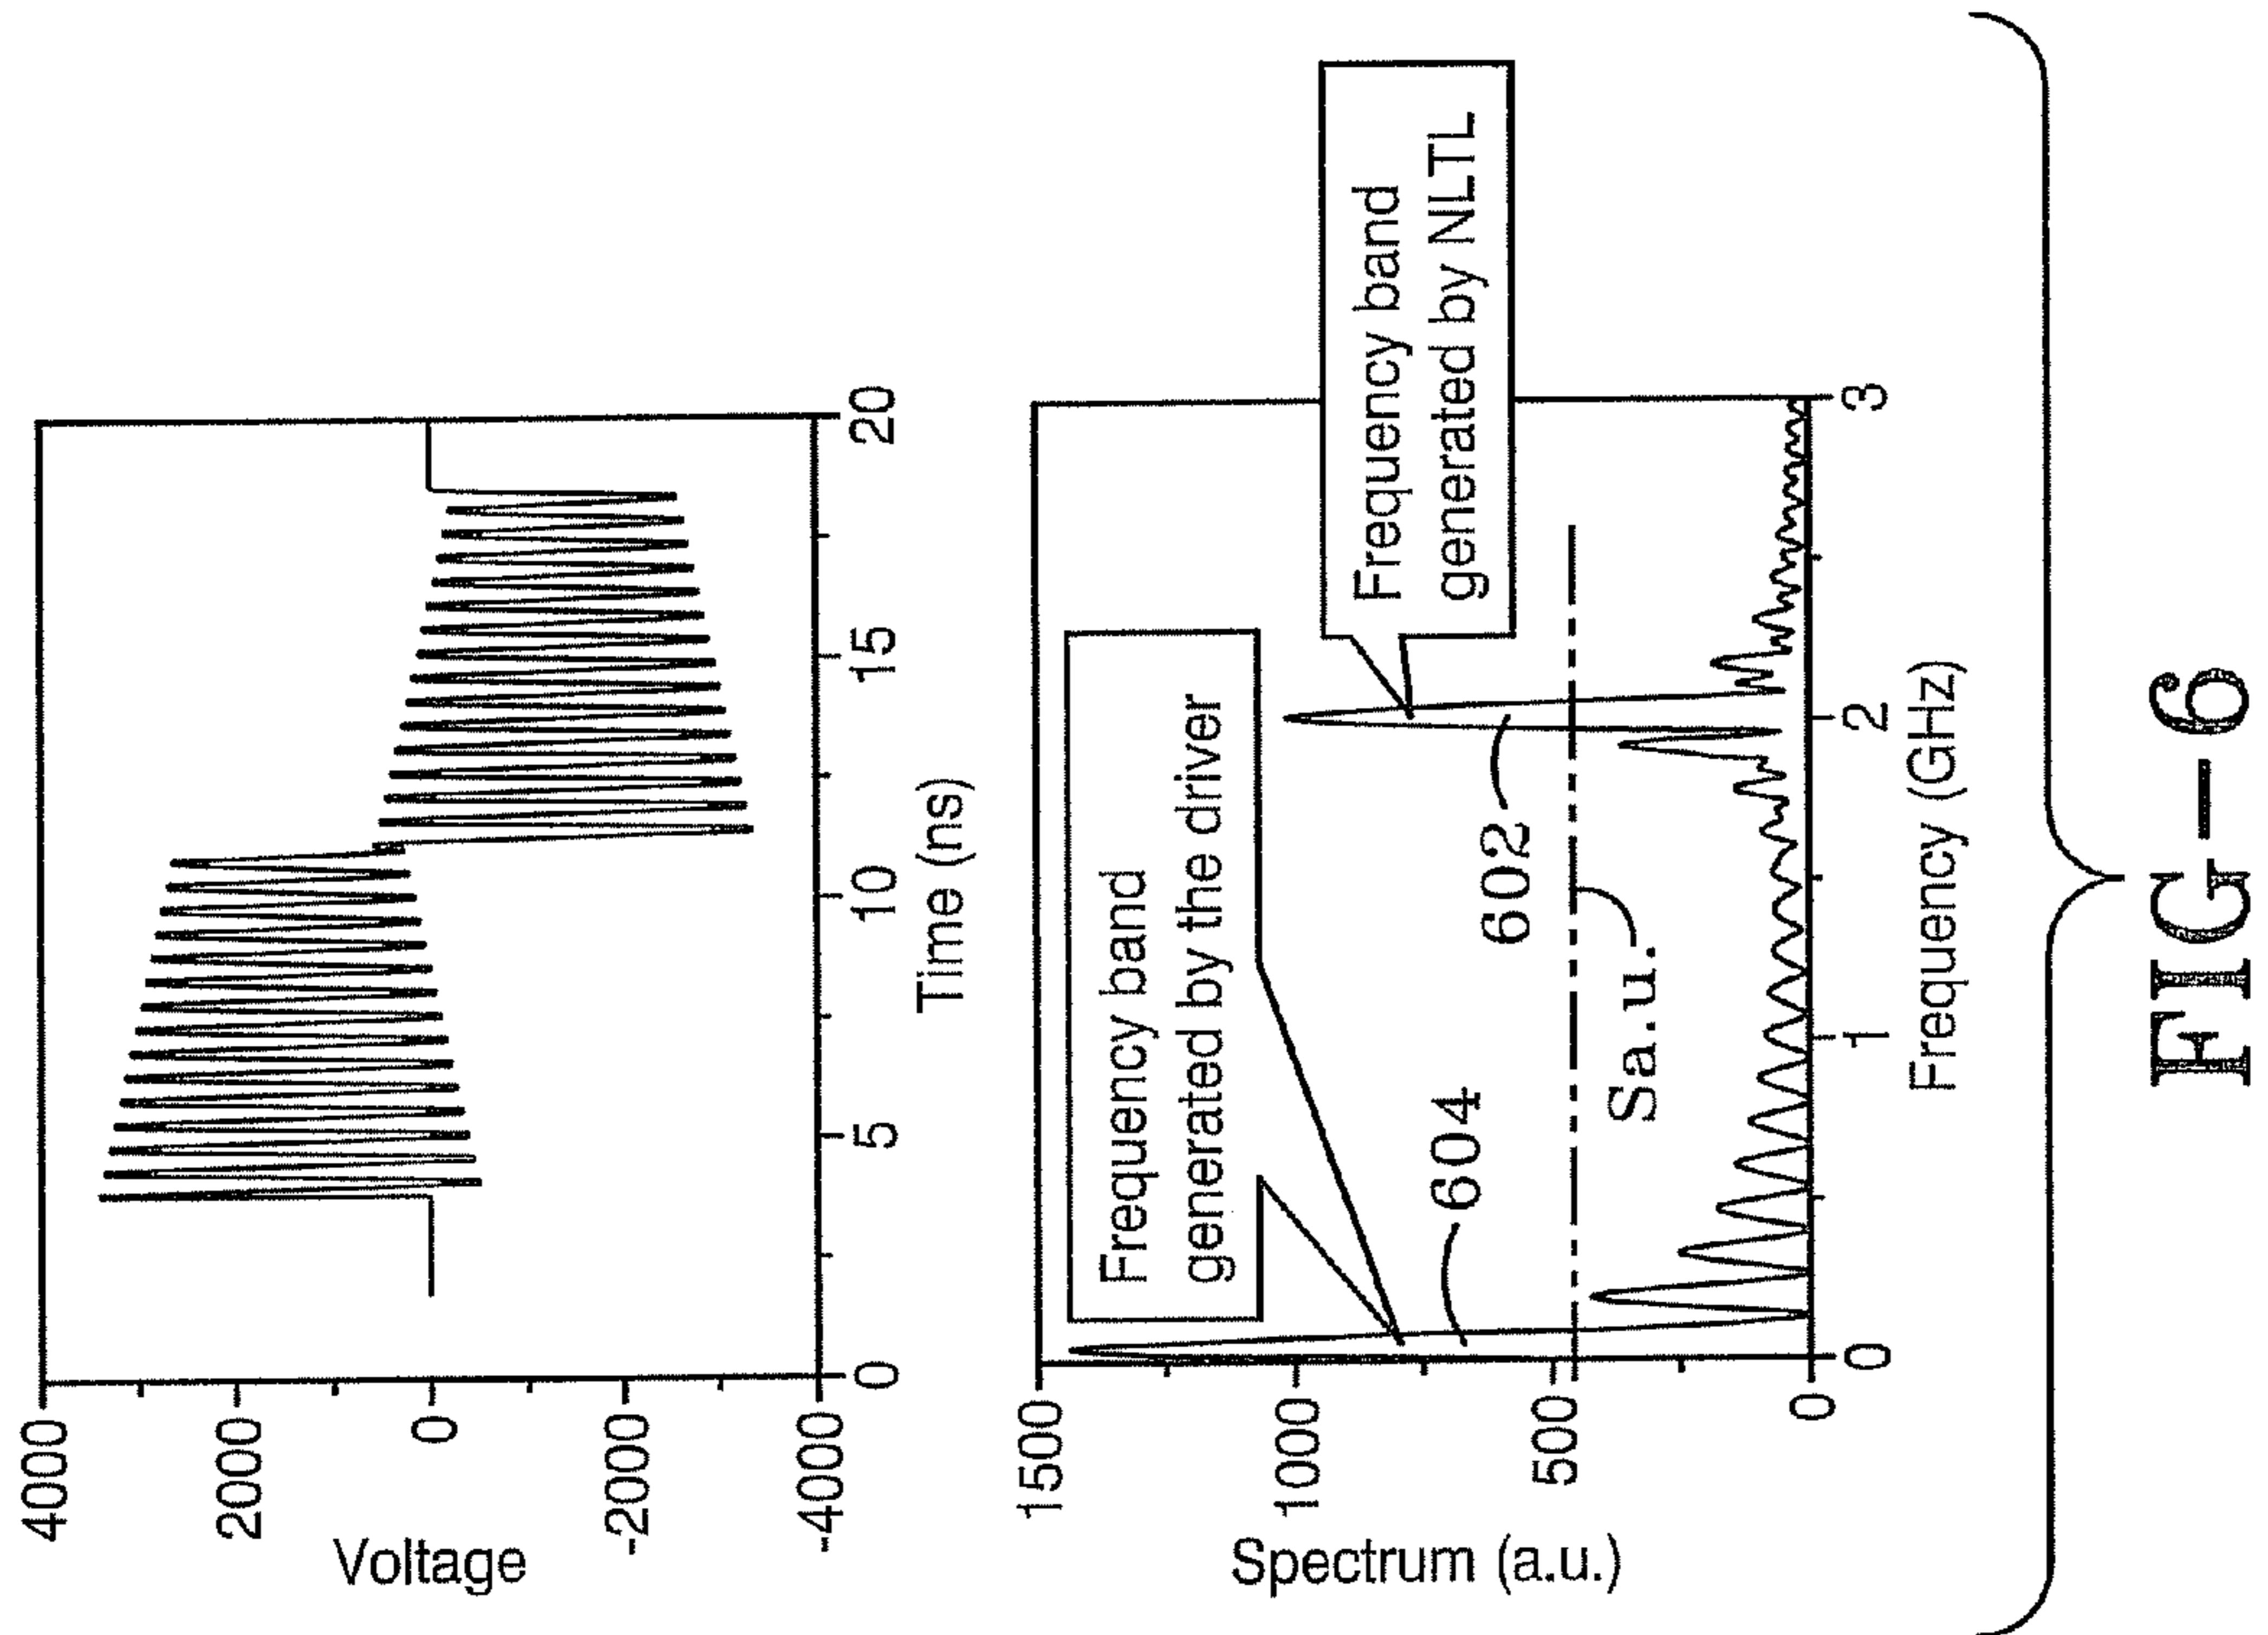 4000
2000
0
-2000
-4000
Voltage
0
5
10
15
20
Time (ns)
1500
1000
500
0
Spectrum (a.u.)
Frequency band
generated by the driver
Frequency band
generated by NLTL
604
602
Sa.u.
0
1
2
3
Frequency (GHz)
FIG-6